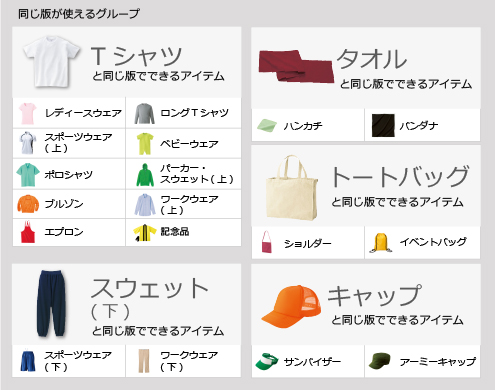 同じ版が使えるグループ
Tシャツ
と同じ版でできるアイテム
レディースウェア
ロングTシャツ
スポーツウェア
(上)
ベビーウェア
ポロシャツ
パーカー・
スウェット(上)
ブルゾン
ワークウェア
(上)
エプロン
記念品
タオル
と同じ版でできるアイテム
ハンカチ
バンダナ
トートバッグ
と同じ版でできるアイテム
ショルダー
イベントバッグ
スウェット
(下)
と同じ版でできるアイテム
スポーツウェア
(下)
ワークウェア
(下)
キャップ
と同じ版でできるアイテム
サンバイザー
アーミーキャップ